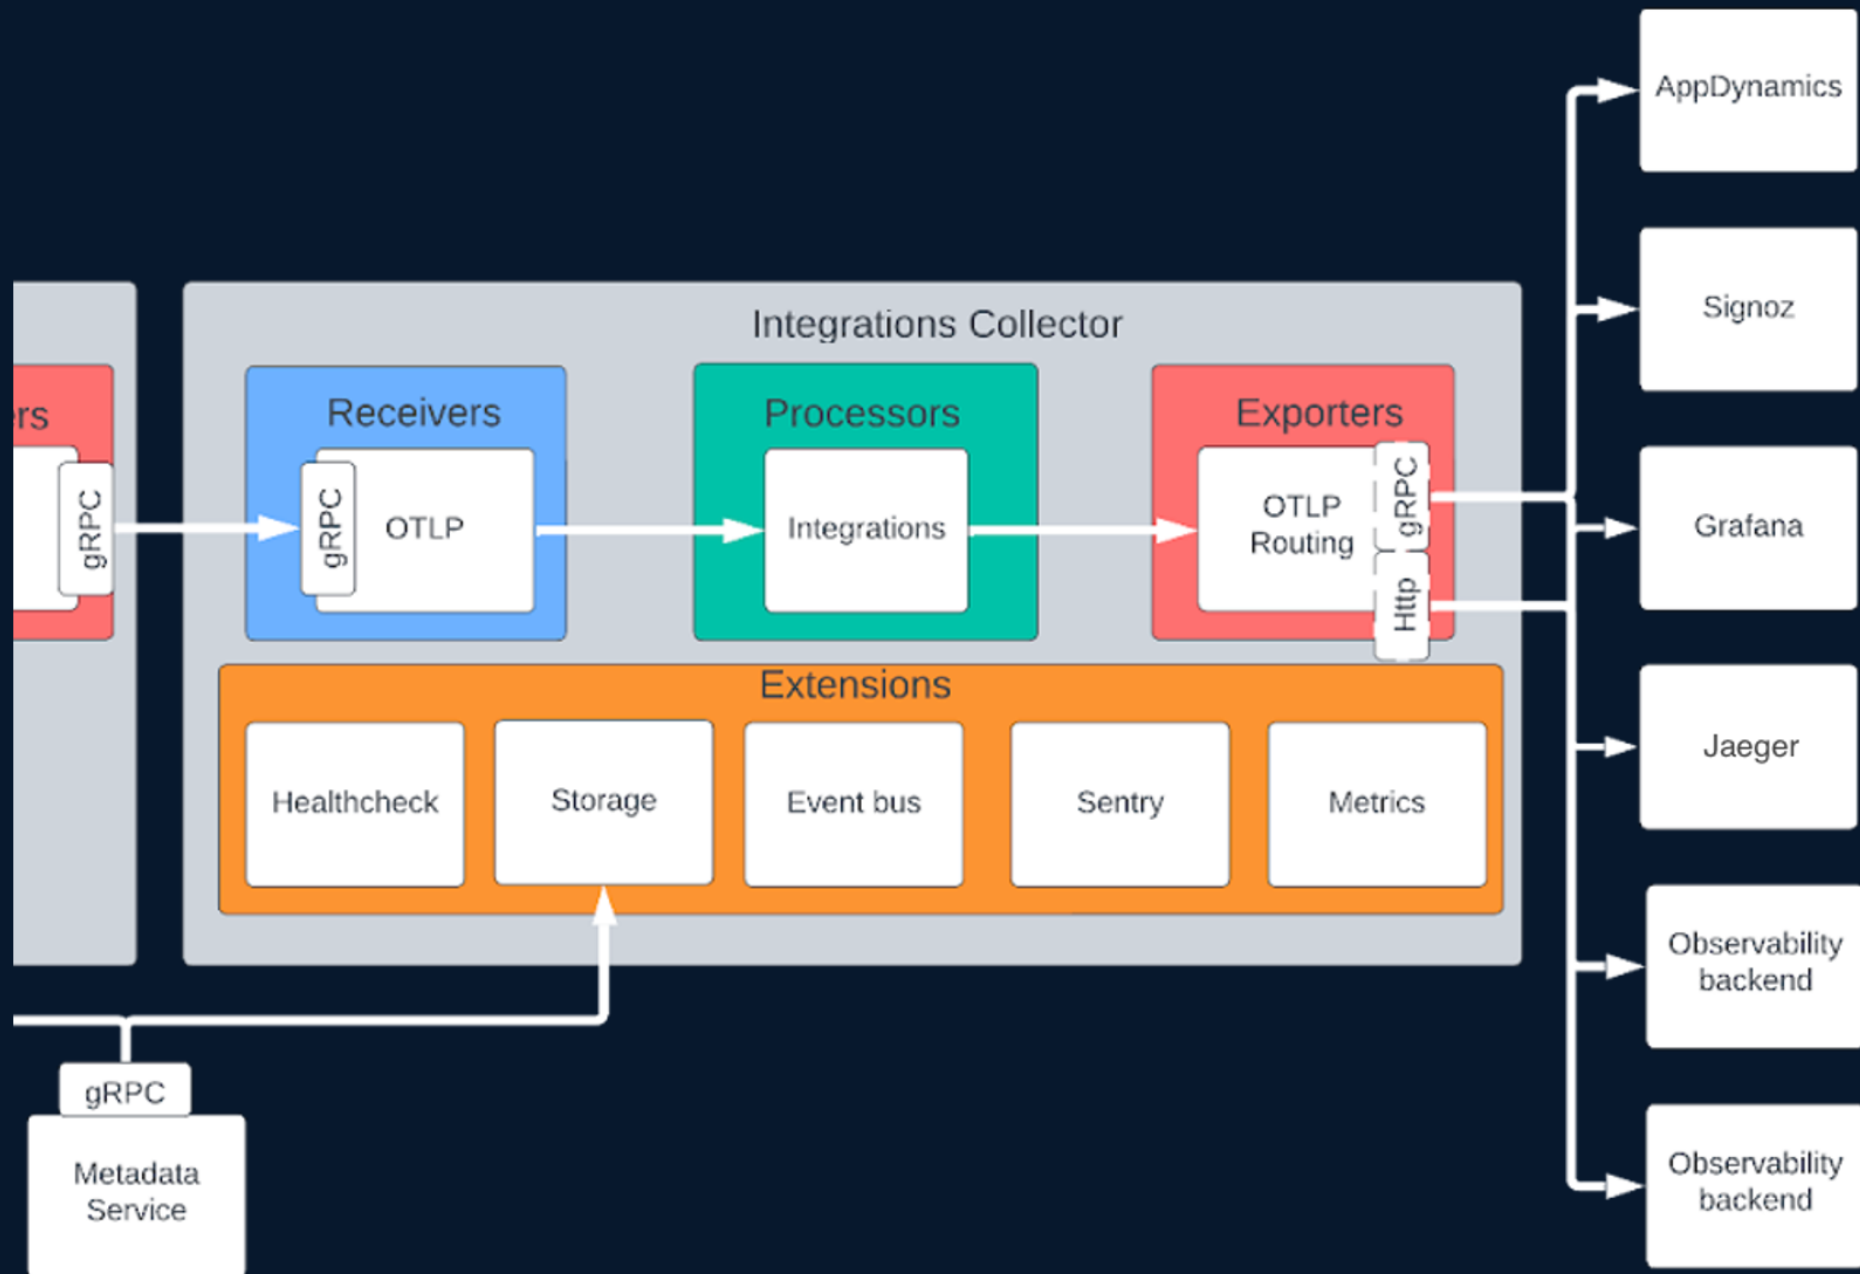 AppDynamics
Signoz
Integrations Collector
Receivers
Processors
Exporters
gRPC
gRPC
OTLP
Integrations
OTLP
Routing
gRPC
Http
Grafana
Extensions
Healthcheck
Storage
Event bus
Sentry
Metrics
Jaeger
Observability
backend
gRPC
Metadata
Service
Observability
backend